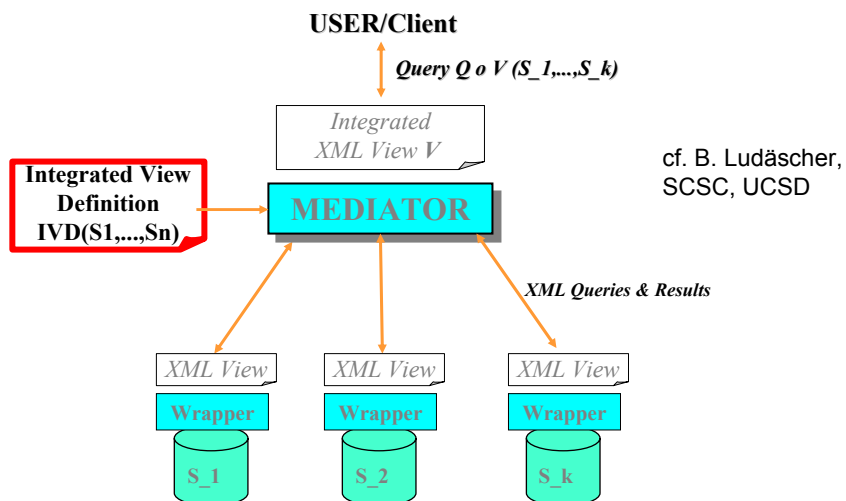 USER/Client
Query Q o V (S_1,...,S_k)
Integrated
XML View V
cf. B. Ludäscher,
SCSC, UCSD
Integrated View
Definition
IVD(S1,...,Sn)
MEDIATOR
XML Queries & Results
XML View
XML View
XML View
Wrapper
Wrapper
Wrapper
S_1
S_2
S_k